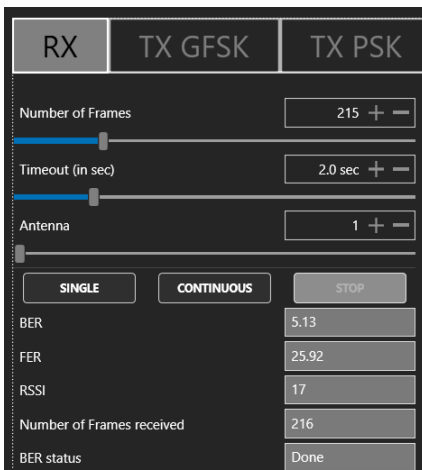 RX TX GFSK TX PSK
Number of Frames 215 + −
Timeout (in sec) 2.0 sec + −
Antenna 1 + −
SINGLE CONTINUOUS STOP
BER 5.13
FER 25.92
RSSI 17
Number of Frames received 216
BER status Done